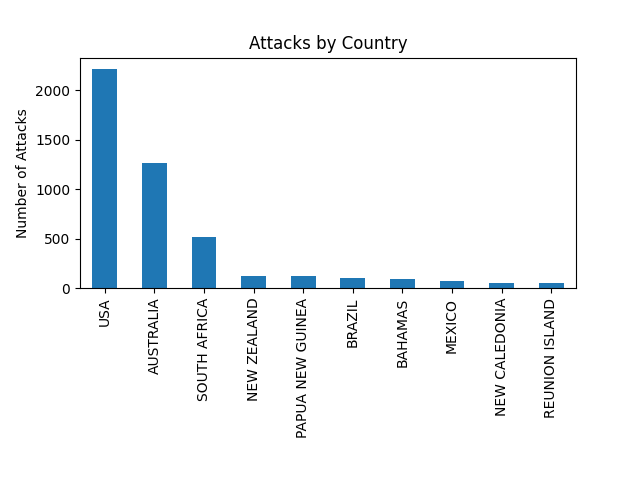 Attacks by Country
Number of Attacks
2000
1500
1000
500
0
USA
AUSTRALIA
SOUTH AFRICA
NEW ZEALAND
PAPUA NEW GUINEA
BRAZIL
BAHAMAS
MEXICO
NEW CALEDONIA
REUNION ISLAND